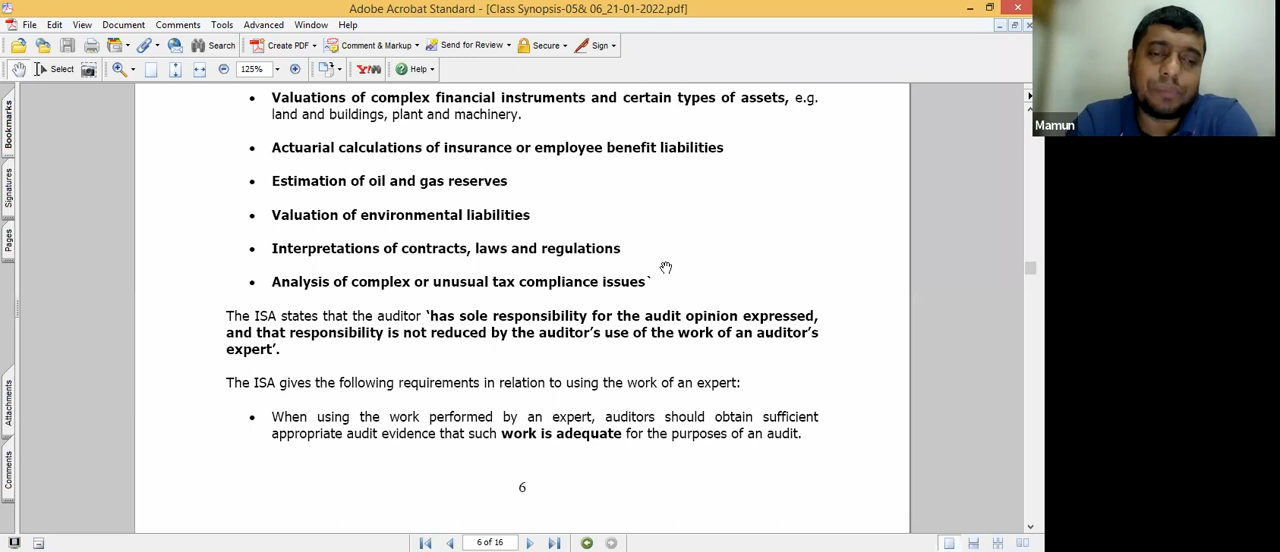 Adobe Acrobat Standard - [Class Synopsis-05& 06_21-01-2022.pdf]
File Edit View Document Comments Tools Advanced Window Help
Search Create PDF Comment & Markup Send for Review Secure Sign
Select 125% Y! Help
Bookmarks
Signatures
Pages
Attachments
Comments
• Valuations of complex financial instruments and certain types of assets, e.g.
land and buildings, plant and machinery.
• Actuarial calculations of insurance or employee benefit liabilities
• Estimation of oil and gas reserves
• Valuation of environmental liabilities
• Interpretations of contracts, laws and regulations
• Analysis of complex or unusual tax compliance issues`
The ISA states that the auditor ‘has sole responsibility for the audit opinion expressed,
and that responsibility is not reduced by the auditor’s use of the work of an auditor’s
expert’.
The ISA gives the following requirements in relation to using the work of an expert:
• When using the work performed by an expert, auditors should obtain sufficient
appropriate audit evidence that such work is adequate for the purposes of an audit.
6
6 of 16
Mamun